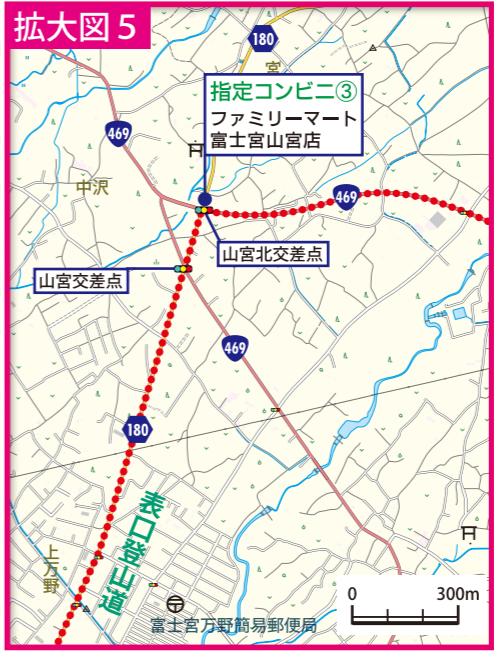 拡大図5
180
宮
指定コンビニ③
ファミリーマート
富士宮山宮店
469
中沢
469
山宮北交差点
山宮交差点
469
180
表口登山道
上万野
富士宮万野簡易郵便局
0
300m